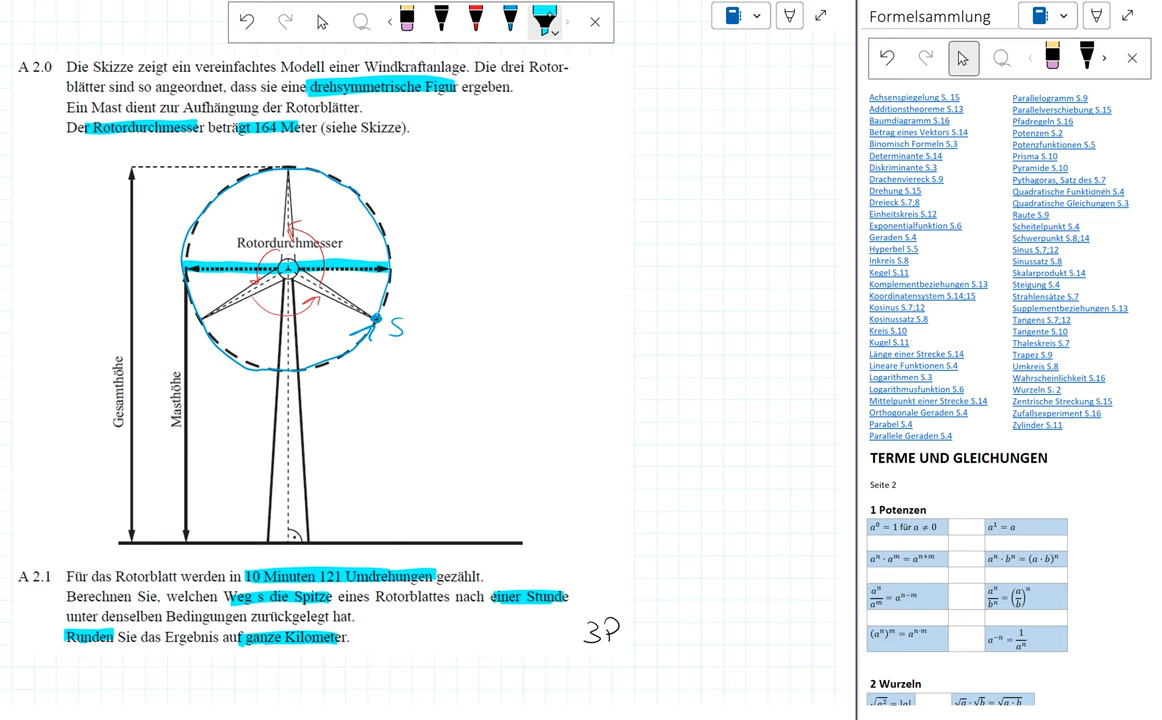 Formelsammlung
A 2.0 Die Skizze zeigt ein vereinfachtes Modell einer Windkraftanlage. Die drei Rotor-
blätter sind so angeordnet, dass sie eine drehsymmetrische Figur ergeben.
Ein Mast dient zur Aufhängung der Rotorblätter.
Der Rotordurchmesser beträgt 164 Meter (siehe Skizze).
Rotordurchmesser
S
Gesamthöhe
Masthöhe
A 2.1 Für das Rotorblatt werden in 10 Minuten 121 Umdrehungen gezählt.
Berechnen Sie, welchen Weg s die Spitze eines Rotorblattes nach einer Stunde
unter denselben Bedingungen zurückgelegt hat.
Runden Sie das Ergebnis auf ganze Kilometer.
3P
Achsenspiegelung S. 15
Additionstheoreme S.13
Baumdiagramm S.16
Betrag eines Vektors S.14
Binomisch Formeln S.3
Determinante S.14
Diskriminante S.3
Drachenviereck S.9
Drehung S.15
Dreieck S.7;8
Einheitskreis S.12
Exponentialfunktion S.6
Geraden S.4
Hyperbel S.5
Inkreis S.8
Kegel S.11
Komplementbeziehungen S.13
Koordinatensystem S.14;15
Kosinus S.7;12
Kosinussatz S.8
Kreis S.10
Kugel S.11
Länge einer Strecke S.14
Lineare Funktionen S.4
Logarithmen S.3
Logarithmusfunktion S.6
Mittelpunkt einer Strecke S.14
Orthogonale Geraden S.4
Parabel S.4
Parallele Geraden S.4
Parallelogramm S.9
Parallelverschiebung S.15
Pfadregeln S.16
Potenzen S.2
Potenzfunktionen S.5
Prisma S.10
Pyramide S.10
Pythagoras, Satz des S.7
Quadratische Funktionen S.4
Quadratische Gleichungen S.3
Raute S.9
Scheitelpunkt S.4
Schwerpunkt S.8;14
Sinus S.7;12
Sinussatz S.8
Skalarprodukt S.14
Steigung S.4
Strahlensätze S.7
Supplementbeziehungen S.13
Tangens S.7;12
Tangente S.10
Thaleskreis S.7
Trapez S.9
Umkreis S.8
Wahrscheinlichkeit S.16
Wurzeln S. 2
Zentrische Streckung S.15
Zufallsexperiment S.16
Zylinder S.11
TERME UND GLEICHUNGEN
Seite 2
1 Potenzen
a⁰ = 1 für a ≠ 0 a¹ = a
aⁿ · aᵐ = aⁿ⁺ᵐ aⁿ · bⁿ = (a · b)ⁿ
aⁿ/aᵐ = aⁿ⁻ᵐ aⁿ/bⁿ = (a/b)ⁿ
(aⁿ)ᵐ = aⁿ·ᵐ a⁻ⁿ = 1/aⁿ
2 Wurzeln
√a² = |a| √a · √b = √a · b